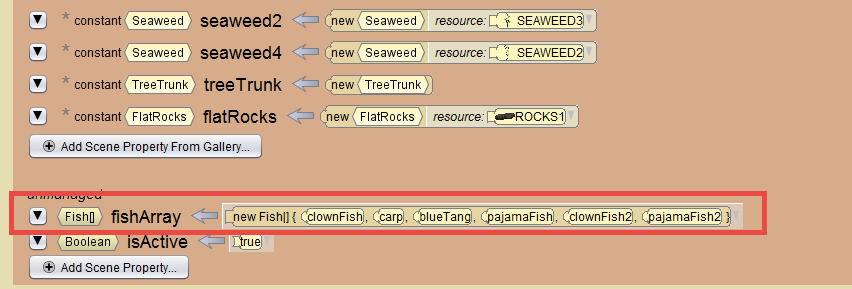 * constant Seaweed seaweed2 new Seaweed resource: SEAWEED3
* constant Seaweed seaweed4 new Seaweed resource: SEAWEED2
* constant TreeTrunk treeTrunk new TreeTrunk
* constant FlatRocks flatRocks new FlatRocks resource: ROCKS1
Add Scene Property From Gallery...
unmanaged
Fish[] fishArray new Fish[] { clownFish, carp, blueTang, pajamaFish, clownFish2, pajamaFish2 }
Boolean isActive true
Add Scene Property...